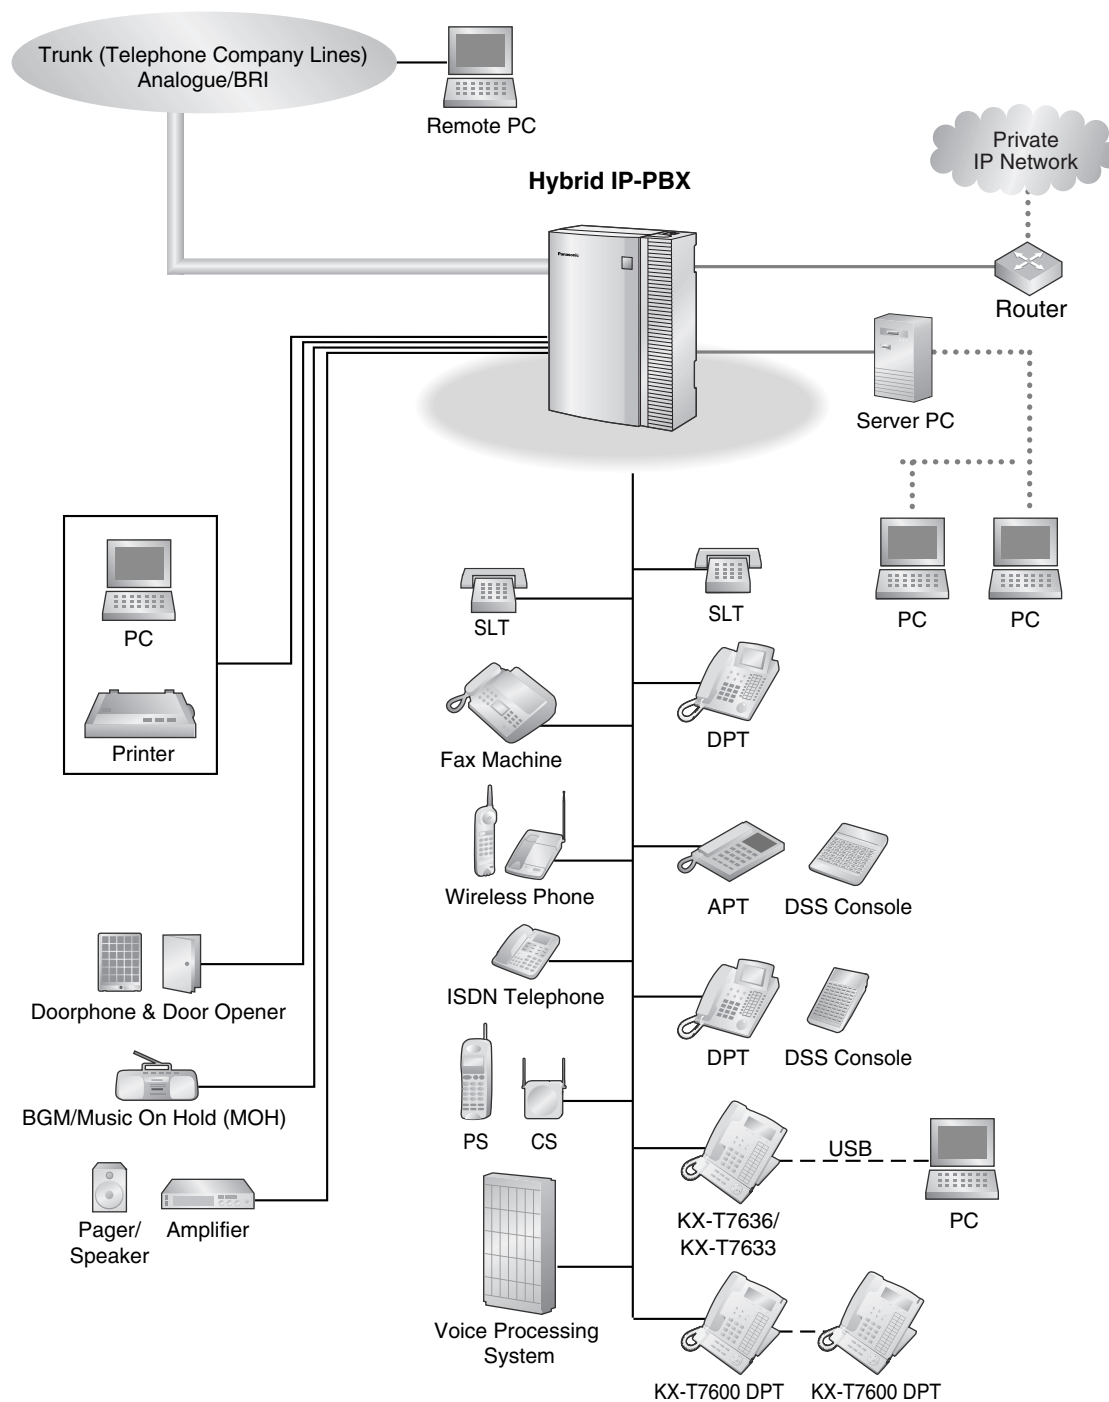 Trunk (Telephone Company Lines)
Analogue/BRI
Remote PC
Private
IP Network
Hybrid IP-PBX
Panasonic
Router
Server PC
PC
PC
PC
Printer
SLT
SLT
Fax Machine
DPT
Wireless Phone
APT
DSS Console
ISDN Telephone
Doorphone & Door Opener
DPT
DSS Console
BGM/Music On Hold (MOH)
PS
CS
USB
Pager/
Speaker
Amplifier
KX-T7636/
KX-T7633
PC
Voice Processing
System
KX-T7600 DPT
KX-T7600 DPT